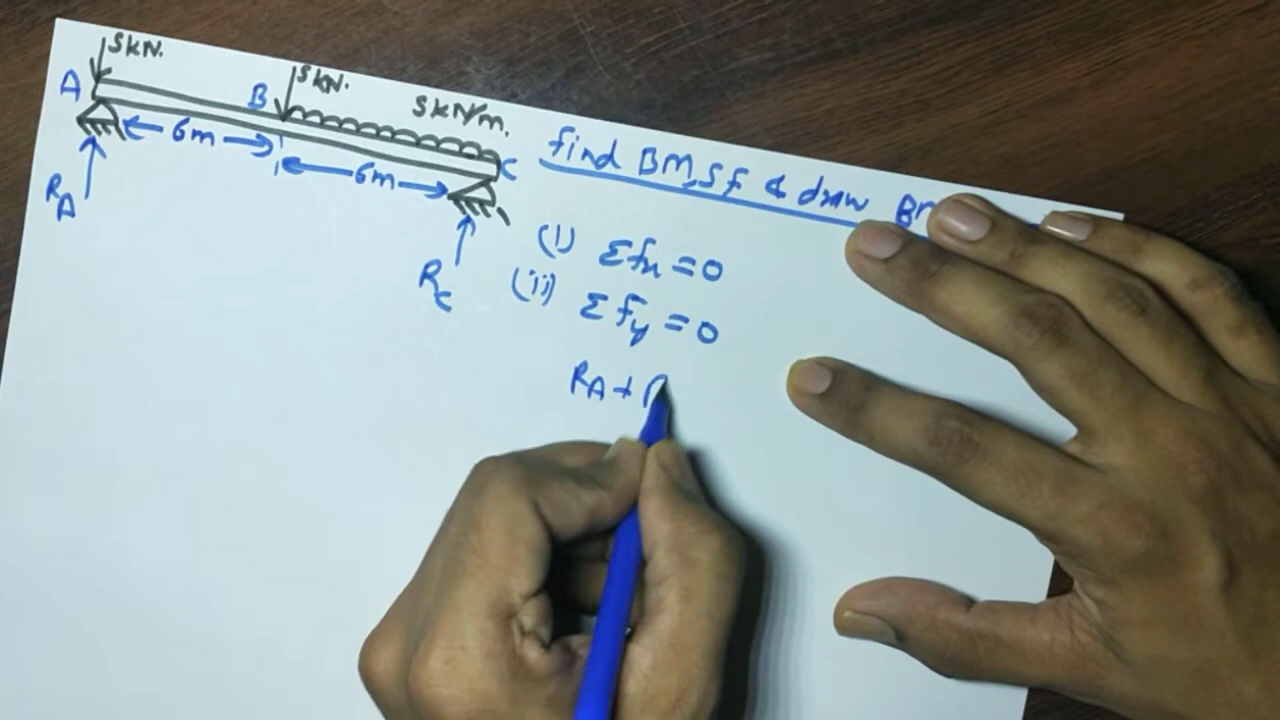 5kN.
A
B
5kN.
5kN/m.
C
6m
6m
RA
RC
find BM, SF & draw
(i) Σfx = 0
(ii) Σfy = 0
RA +